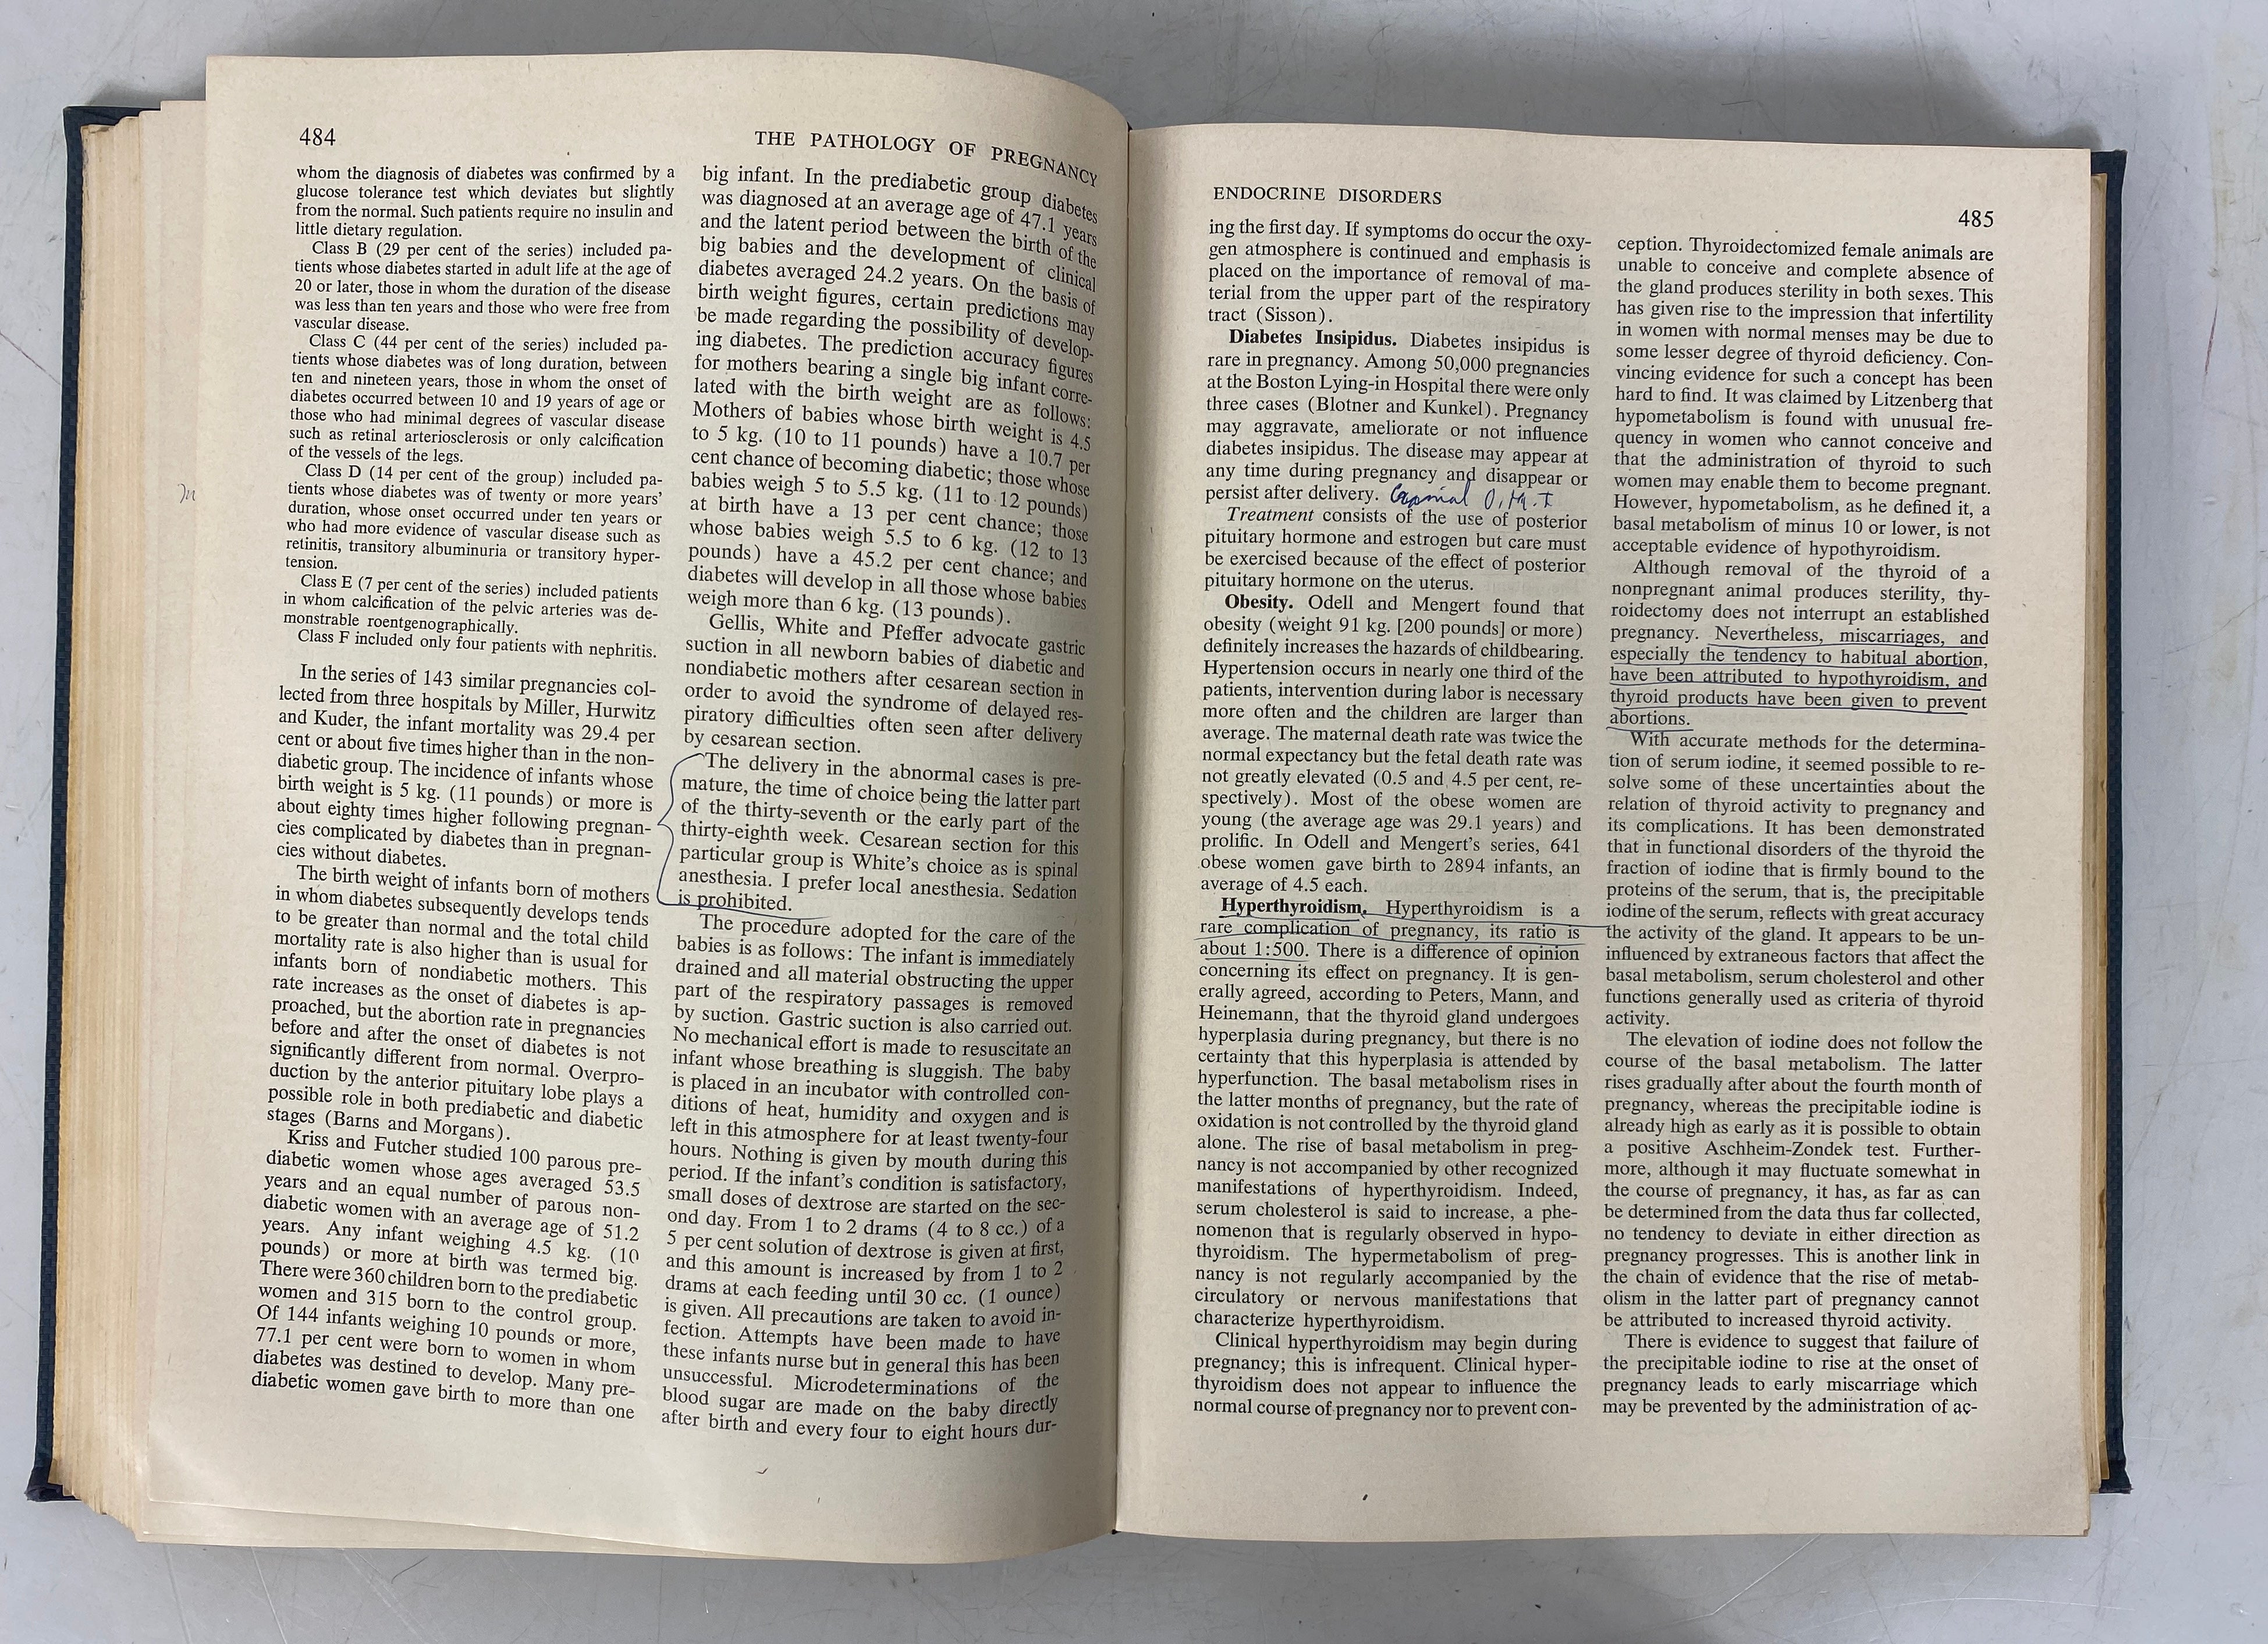 484
THE PATHOLOGY OF PREGNANCY
whom the diagnosis of diabetes was confirmed by a
glucose tolerance test which deviates but slightly
from the normal. Such patients require no insulin and
little dietary regulation.
Class B (29 per cent of the series) included pa-
tients whose diabetes started in adult life at the age of
20 or later, those in whom the duration of the disease
was less than ten years and those who were free from
vascular disease.
Class C (44 per cent of the series) included pa-
tients whose diabetes was of long duration, between
ten and nineteen years, those in whom the onset of
diabetes occurred between 10 and 19 years of age or
those who had minimal degrees of vascular disease
such as retinal arteriosclerosis or only calcification
of the vessels of the legs.
Class D (14 per cent of the group) included pa-
tients whose diabetes was of twenty or more years'
duration, whose onset occurred under ten years or
who had more evidence of vascular disease such as
retinitis, transitory albuminuria or transitory hyper-
tension.
Class E (7 per cent of the series) included patients
in whom calcification of the pelvic arteries was de-
monstrable roentgenographically.
Class F included only four patients with nephritis.
In the series of 143 similar pregnancies col-
lected from three hospitals by Miller, Hurwitz
and Kuder, the infant mortality was 29.4 per
cent or about five times higher than in the non-
diabetic group. The incidence of infants whose
birth weight is 5 kg. (11 pounds) or more is
about eighty times higher following pregnan-
cies complicated by diabetes than in pregnan-
cies without diabetes.
The birth weight of infants born of mothers
in whom diabetes subsequently develops tends
to be greater than normal and the total child
mortality rate is also higher than is usual for
infants born of nondiabetic mothers. This
rate increases as the onset of diabetes is ap-
proached, but the abortion rate in pregnancies
before and after the onset of diabetes is not
significantly different from normal. Overpro-
duction by the anterior pituitary lobe plays a
possible role in both prediabetic and diabetic
stages (Barns and Morgans).
Kriss and Futcher studied 100 parous pre-
diabetic women whose ages averaged 53.5
years and an equal number of parous non-
diabetic women with an average age of 51.2
years. Any infant weighing 4.5 kg. (10
pounds) or more at birth was termed big.
There were 360 children born to the prediabetic
women and 315 born to the control group.
Of 144 infants weighing 10 pounds or more,
77.1 per cent were born to women in whom
diabetes was destined to develop. Many pre-
diabetic women gave birth to more than one
big infant. In the prediabetic group diabetes
was diagnosed at an average age of 47.1 years
and the latent period between the birth of the
big babies and the development of clinical
diabetes averaged 24.2 years. On the basis of
birth weight figures, certain predictions may
be made regarding the possibility of develop-
ing diabetes. The prediction accuracy figures
for mothers bearing a single big infant corre-
lated with the birth weight are as follows:
Mothers of babies whose birth weight is 4.5
to 5 kg. (10 to 11 pounds) have a 10.7 per
cent chance of becoming diabetic; those whose
babies weigh 5 to 5.5 kg. (11 to 12 pounds)
at birth have a 13 per cent chance; those
whose babies weigh 5.5 to 6 kg. (12 to 13
pounds) have a 45.2 per cent chance; and
diabetes will develop in all those whose babies
weigh more than 6 kg. (13 pounds).
Gellis, White and Pfeffer advocate gastric
suction in all newborn babies of diabetic and
nondiabetic mothers after cesarean section in
order to avoid the syndrome of delayed res-
piratory difficulties often seen after delivery
by cesarean section.
The delivery in the abnormal cases is pre-
mature, the time of choice being the latter part
of the thirty-seventh or the early part of the
thirty-eighth week. Cesarean section for this
particular group is White's choice as is spinal
anesthesia. I prefer local anesthesia. Sedation
is prohibited.
The procedure adopted for the care of the
babies is as follows: The infant is immediately
drained and all material obstructing the upper
part of the respiratory passages is removed
by suction. Gastric suction is also carried out.
No mechanical effort is made to resuscitate an
infant whose breathing is sluggish. The baby
is placed in an incubator with controlled con-
ditions of heat, humidity and oxygen and is
left in this atmosphere for at least twenty-four
hours. Nothing is given by mouth during this
period. If the infant's condition is satisfactory,
small doses of dextrose are started on the sec-
ond day. From 1 to 2 drams (4 to 8 cc.) of a
5 per cent solution of dextrose is given at first,
and this amount is increased by from 1 to 2
drams at each feeding until 30 cc. (1 ounce)
is given. All precautions are taken to avoid in-
fection. Attempts have been made to have
these infants nurse but in general this has been
unsuccessful. Microdeterminations of the
blood sugar are made on the baby directly
after birth and every four to eight hours dur-
ENDOCRINE DISORDERS
485
ing the first day. If symptoms do occur the oxy-
gen atmosphere is continued and emphasis is
placed on the importance of removal of ma-
terial from the upper part of the respiratory
tract (Sisson).
Diabetes Insipidus. Diabetes insipidus is
rare in pregnancy. Among 50,000 pregnancies
at the Boston Lying-in Hospital there were only
three cases (Blotner and Kunkel). Pregnancy
may aggravate, ameliorate or not influence
diabetes insipidus. The disease may appear at
any time during pregnancy and disappear or
persist after delivery.
Treatment consists of the use of posterior
pituitary hormone and estrogen but care must
be exercised because of the effect of posterior
pituitary hormone on the uterus.
Obesity. Odell and Mengert found that
obesity (weight 91 kg. [200 pounds] or more)
definitely increases the hazards of childbearing.
Hypertension occurs in nearly one third of the
patients, intervention during labor is necessary
more often and the children are larger than
average. The maternal death rate was twice the
normal expectancy but the fetal death rate was
not greatly elevated (0.5 and 4.5 per cent, re-
spectively). Most of the obese women are
young (the average age was 29.1 years) and
prolific. In Odell and Mengert's series, 641
obese women gave birth to 2894 infants, an
average of 4.5 each.
Hyperthyroidism. Hyperthyroidism is a
rare complication of pregnancy, its ratio is
about 1:500. There is a difference of opinion
concerning its effect on pregnancy. It is gen-
erally agreed, according to Peters, Mann, and
Heinemann, that the thyroid gland undergoes
hyperplasia during pregnancy, but there is no
certainty that this hyperplasia is attended by
hyperfunction. The basal metabolism rises in
the latter months of pregnancy, but the rate of
oxidation is not controlled by the thyroid gland
alone. The rise of basal metabolism in preg-
nancy is not accompanied by other recognized
manifestations of hyperthyroidism. Indeed,
serum cholesterol is said to increase, a phe-
nomenon that is regularly observed in hypo-
thyroidism. The hypermetabolism of preg-
nancy is not regularly accompanied by the
circulatory or nervous manifestations that
characterize hyperthyroidism.
Clinical hyperthyroidism may begin during
pregnancy; this is infrequent. Clinical hyper-
thyroidism does not appear to influence the
normal course of pregnancy nor to prevent con-
ception. Thyroidectomized female animals are
unable to conceive and complete absence of
the gland produces sterility in both sexes. This
has given rise to the impression that infertility
in women with normal menses may be due to
some lesser degree of thyroid deficiency. Con-
vincing evidence for such a concept has been
hard to find. It was claimed by Litzenberg that
hypometabolism is found with unusual fre-
quency in women who cannot conceive and
that the administration of thyroid to such
women may enable them to become pregnant.
However, hypometabolism, as he defined it, a
basal metabolism of minus 10 or lower, is not
acceptable evidence of hypothyroidism.
Although removal of the thyroid of a
nonpregnant animal produces sterility, thy-
roidectomy does not interrupt an established
pregnancy. Nevertheless, miscarriages, and
especially the tendency to habitual abortion,
have been attributed to hypothyroidism, and
thyroid products have been given to prevent
abortions.
With accurate methods for the determina-
tion of serum iodine, it seemed possible to re-
solve some of these uncertainties about the
relation of thyroid activity to pregnancy and
its complications. It has been demonstrated
that in functional disorders of the thyroid the
fraction of iodine that is firmly bound to the
proteins of the serum, that is, the precipitable
iodine of the serum, reflects with great accuracy
the activity of the gland. It appears to be un-
influenced by extraneous factors that affect the
basal metabolism, serum cholesterol and other
functions generally used as criteria of thyroid
activity.
The elevation of iodine does not follow the
course of the basal metabolism. The latter
rises gradually after about the fourth month of
pregnancy, whereas the precipitable iodine is
already high as early as it is possible to obtain
a positive Aschheim-Zondek test. Further-
more, although it may fluctuate somewhat in
the course of pregnancy, it has, as far as can
be determined from the data thus far collected,
no tendency to deviate in either direction as
pregnancy progresses. This is another link in
the chain of evidence that the rise of metab-
olism in the latter part of pregnancy cannot
be attributed to increased thyroid activity.
There is evidence to suggest that failure of
the precipitable iodine to rise at the onset of
pregnancy leads to early miscarriage which
may be prevented by the administration of ac-